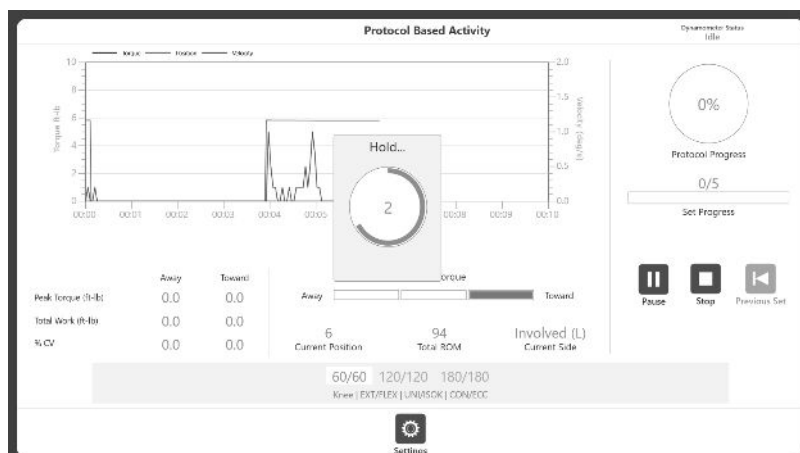 Protocol Based Activity
Dynamometer Status
Idle
Torque Position Velocity
10
8
6
4
2
0
2.0
1.5
1.0
0.5
0.0
Torque ft-lb
Velocity (deg/s)
00:00 00:01 00:02 00:03 00:04 00:05 00:08 00:09 00:10
Hold...
2
0%
Protocol Progress
0/5
Set Progress
Pause Stop Previous Set
Away Toward
Peak Torque (ft-lb) 0.0 0.0
Total Work (ft-lb) 0.0 0.0
% CV 0.0 0.0
Away Toward
6 94 Involved (L)
Current Position Total ROM Current Side
60/60 120/120 180/180
Knee | EXT/FLEX | UNI/ISOK | CON/ECC
Settings